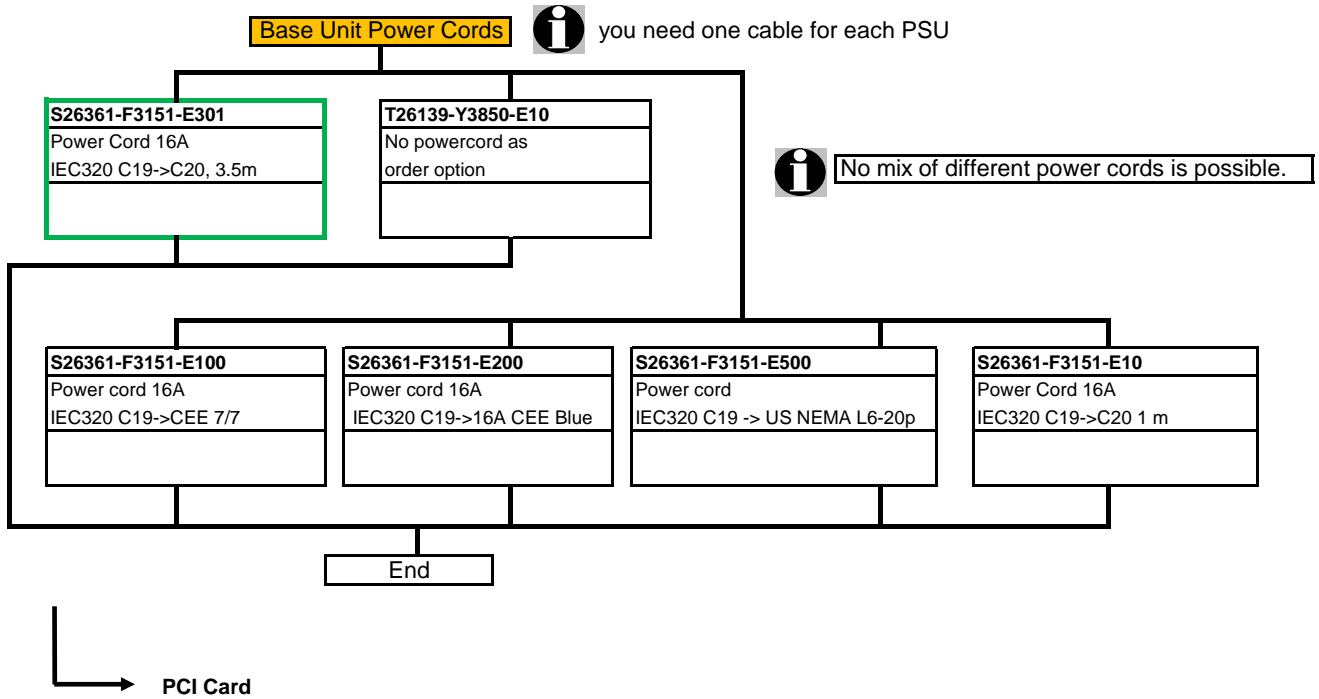 Base Unit Power Cords
you need one cable for each PSU
S26361-F3151-E301
Power Cord 16A
IEC320 C19->C20, 3.5m
T26139-Y3850-E10
No powercord as
order option
No mix of different power cords is possible.
S26361-F3151-E100
Power cord 16A
IEC320 C19->CEE 7/7
S26361-F3151-E200
Power cord 16A
IEC320 C19->16A CEE Blue
S26361-F3151-E500
Power cord
IEC320 C19 -> US NEMA L6-20p
S26361-F3151-E10
Power Cord 16A
IEC320 C19->C20 1 m
End
PCI Card